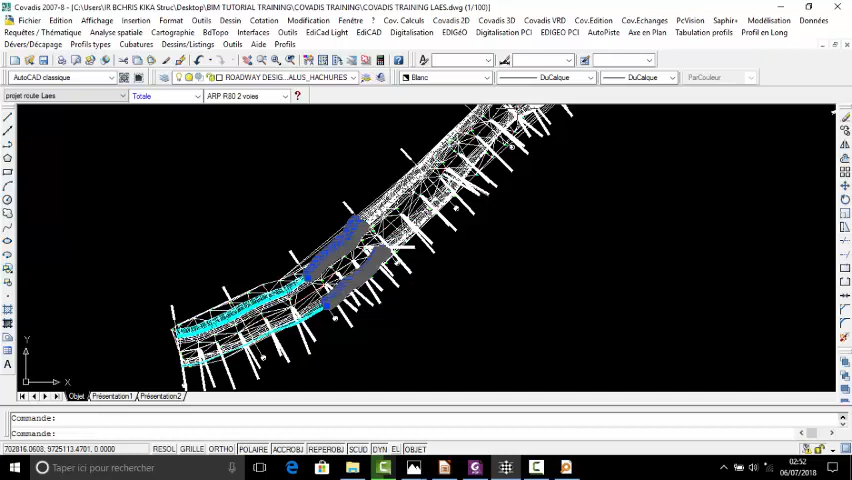 Covadis 2007-8 - [C:\Users\IR BCHRIS KIKA Struc\Desktop\BIM TUTORIAL TRAINING\COVADIS TRAINING\COVADIS TRAINING LAES.dwg (1/100)]
Fichier Edition Affichage Insertion Format Outils Dessin Cotation Modification Fenêtre ? Cov. Calculs Covadis 2D Covadis 3D Covadis VRD Cov.Edition Cov.Echanges PcVision Saphir+ Modélisation Données
Requêtes / Thématique Analyse Spatiale Cartographie BdTopo Interfaces Outils EdiCad Light EdiCAD Digitalisation EDIGéO Digitalisation PCI EDIGEO PCI AutoPiste Axe en Plan Tabulation profils Profil en Long
Dévers/Décapage Profils types Cubatures Dessins/Listings Outils Aide Profil
AutoCAD classique ROADWAY DESIG...ALUS_HACHURES Blanc DuCalque DuCalque ParCouleur
projet route Laes Totale ARP R80 2 voies ?
Y
X
Objet Présentation1 Présentation2
Commande:
Commande:
702816.0608, 9725113.4701, 0.0000 RESOL GRILLE ORTHO POLAIRE ACCROBJ REPEROBJ SCUD DYN EL OBJET
Taper ici pour rechercher
02:52
06/07/2018